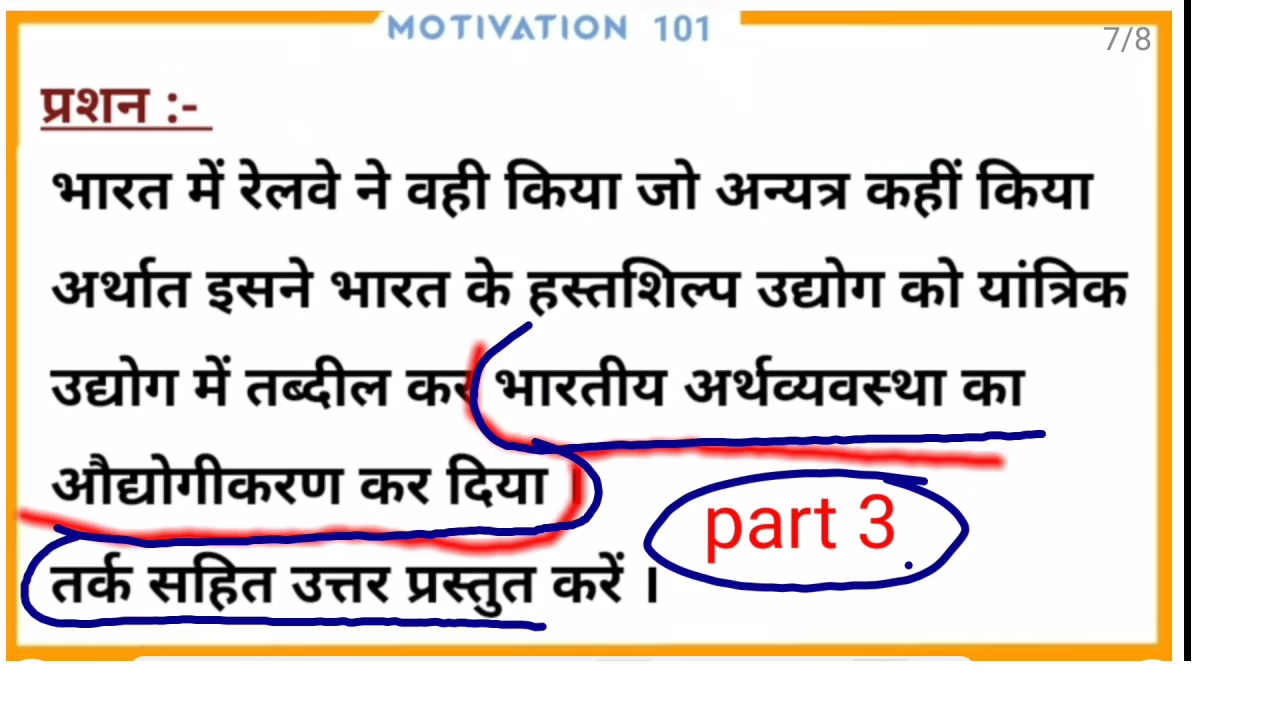 MOTIVATION 101
7/8
प्रशन :-
भारत में रेलवे ने वही किया जो अन्यत्र कहीं किया
अर्थात इसने भारत के हस्तशिल्प उद्योग को यांत्रिक
उद्योग में तब्दील कर भारतीय अर्थव्यवस्था का
औद्योगीकरण कर दिया ।
part 3
तर्क सहित उत्तर प्रस्तुत करें ।